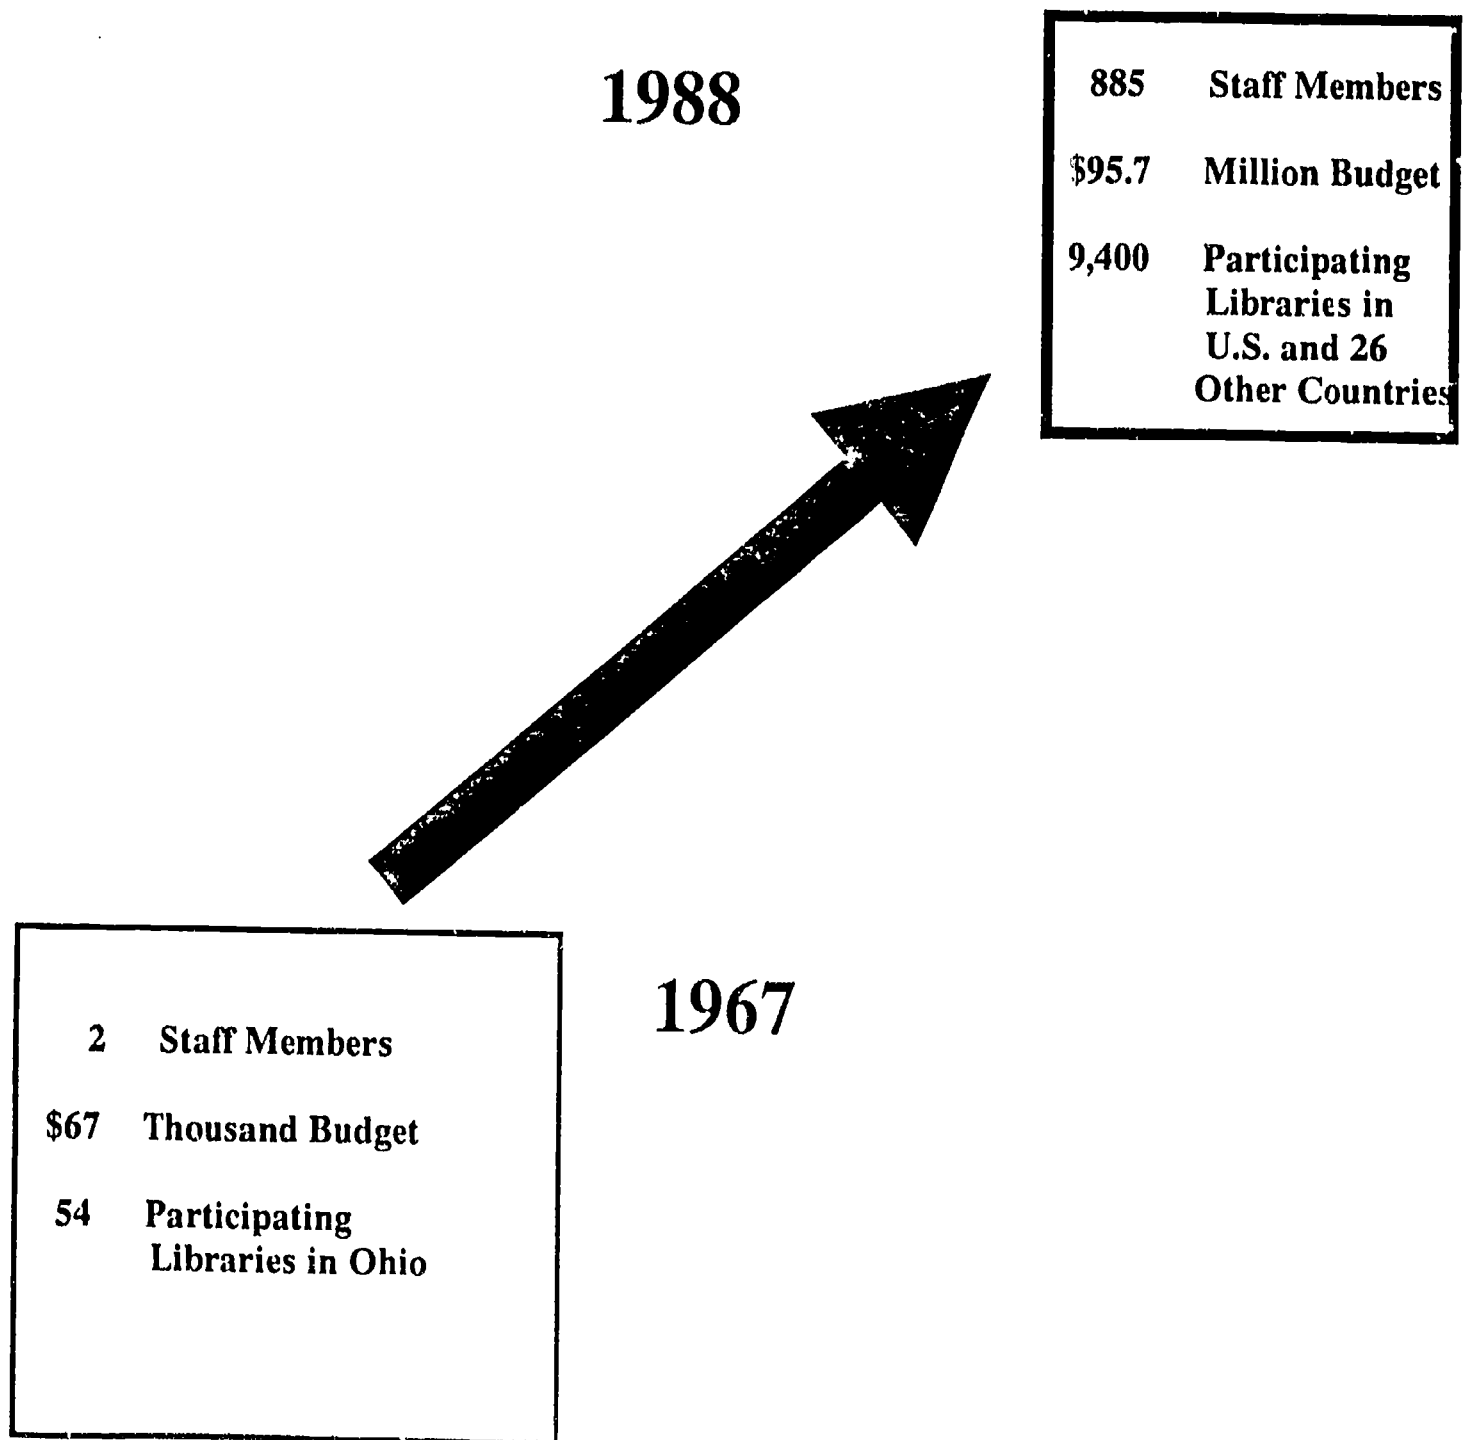 1988
885 Staff Members
$95.7 Million Budget
9,400 Participating
Libraries in
U.S. and 26
Other Countries
1967
2 Staff Members
$67 Thousand Budget
54 Participating
Libraries in Ohio